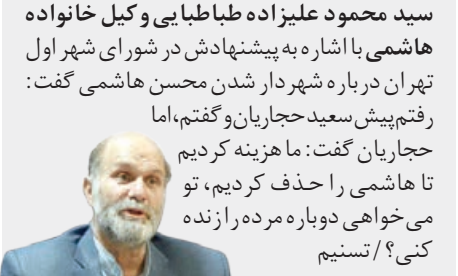 سید محمود علیزاده طباطبایی وکیل خانواده
هاشمی با اشاره به پیشنهادش در شورای شهر اول
تهران درباره شهردار شدن محسن هاشمی گفت:
رفتم پیش سعید حجاریان و گفتم، اما
حجاریان گفت: ما هزینه کردیم
تا هاشمی را حذف کردیم، تو
می‌خواهی دوباره مرده را زنده
کنی؟ / تسنیم